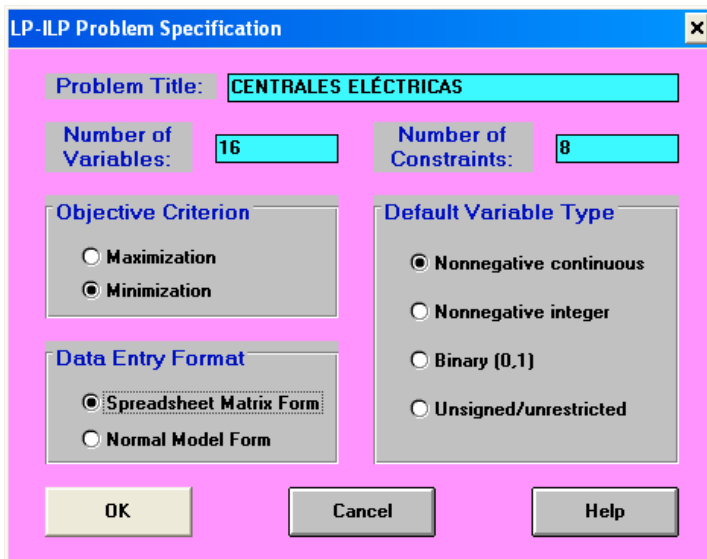 LP-ILP Problem Specification
Problem Title: CENTRALES ELÉCTRICAS
Number of
Variables: 16
Number of
Constraints: 8
Objective Criterion
Maximization
Minimization
Default Variable Type
Nonnegative continuous
Nonnegative integer
Binary (0,1)
Unsigned/unrestricted
Data Entry Format
Spreadsheet Matrix Form
Normal Model Form
OK
Cancel
Help